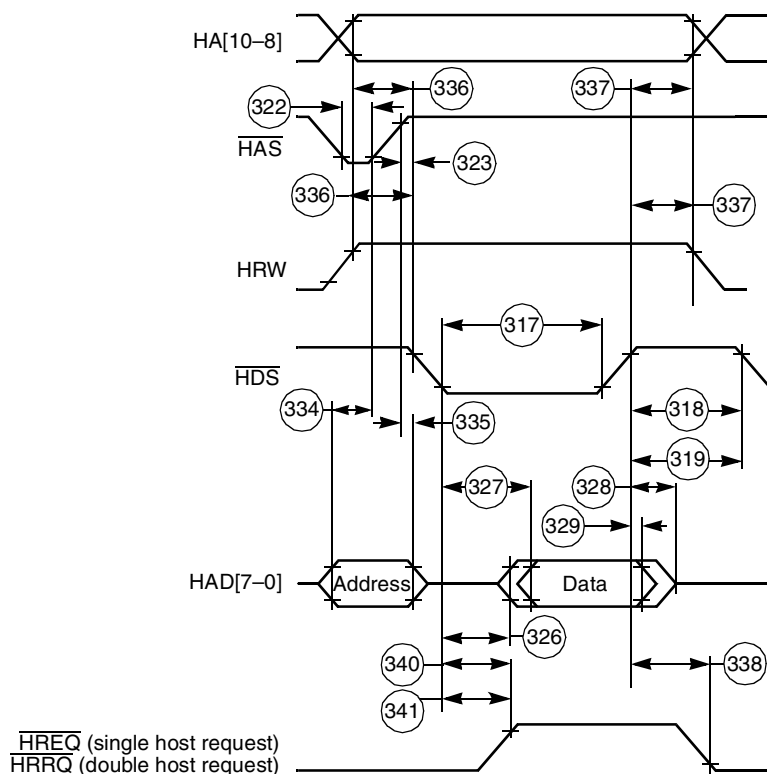 HA[10–8]
336
337
322
HAS
323
336
337
HRW
317
HDS
334
335
318
319
327
328
329
HAD[7–0]
Address
Data
326
340
338
341
HREQ (single host request)
HRRQ (double host request)